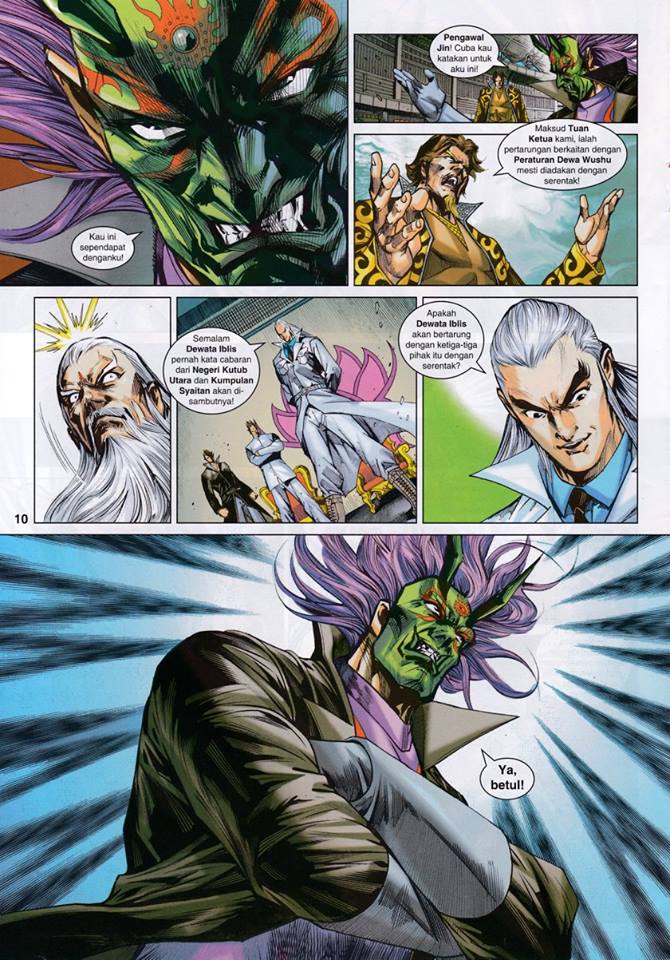 Kau ini
sependapat
denganku!
Pengawal
Jin! Cuba kau
katakan untuk
aku ini!
Maksud Tuan
Ketua kami, ialah
pertarungan berkaitan dengan
Peraturan Dewa Wushu
mesti diadakan dengan
serentak!
Semalam
Dewata Iblis
pernah kata cabaran
dari Negeri Kutub
Utara dan Kumpulan
Syaitan akan di-
sambutnya!
Apakah
Dewata Iblis
akan bertarung
dengan ketiga-tiga
pihak itu dengan
serentak?
10
Ya,
betul!